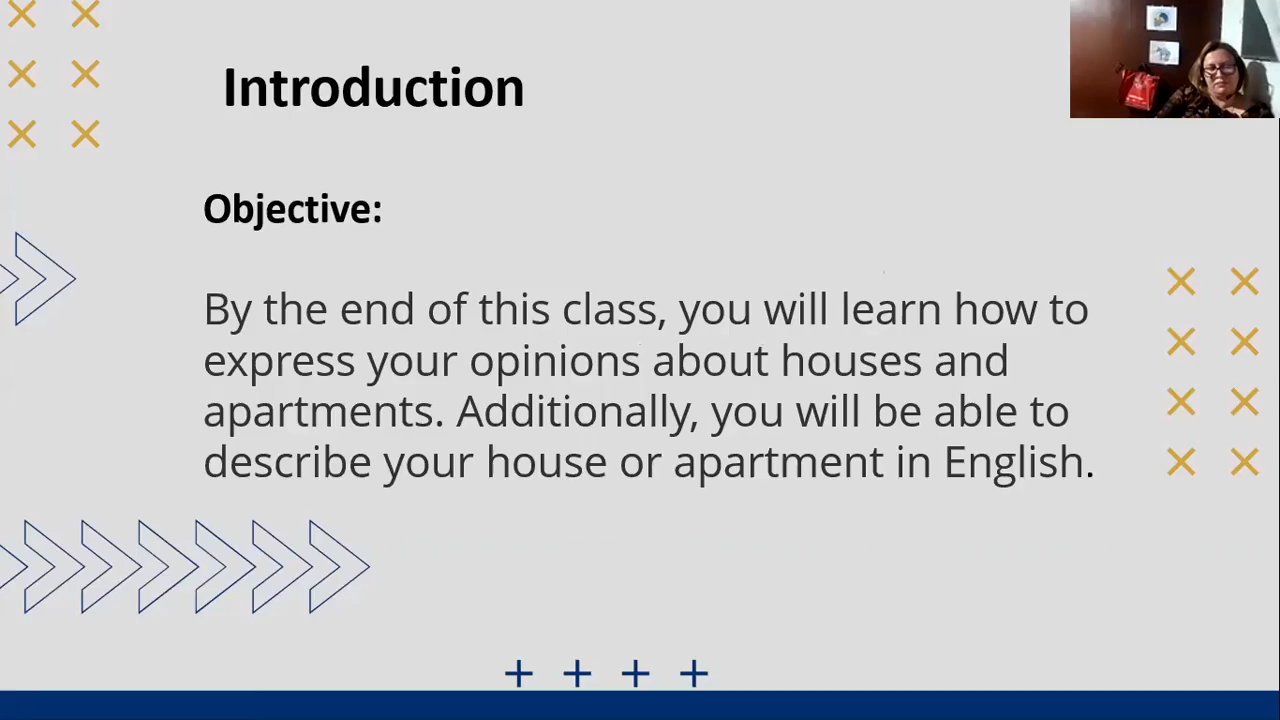 Introduction
Objective:
By the end of this class, you will learn how to
express your opinions about houses and
apartments. Additionally, you will be able to
describe your house or apartment in English.